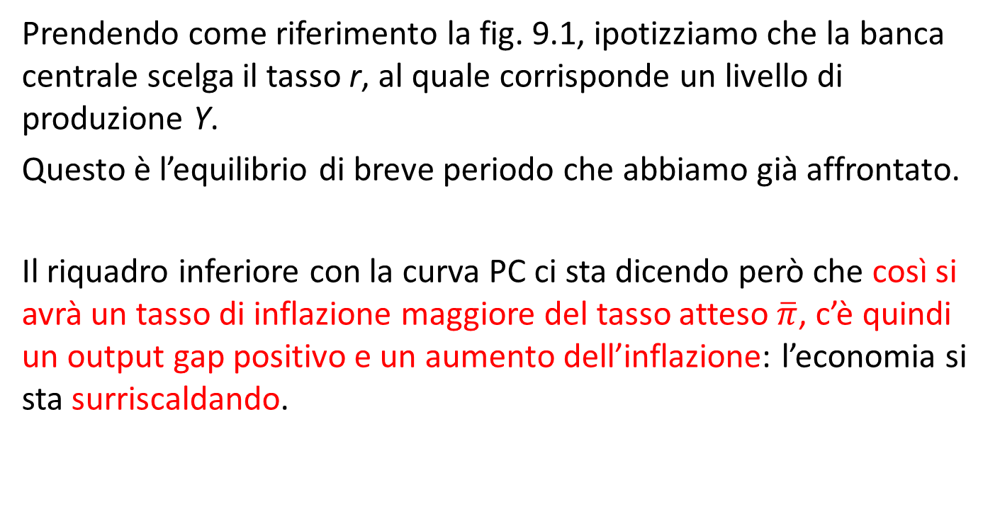 Prendendo come riferimento la fig. 9.1, ipotizziamo che la banca
centrale scelga il tasso r, al quale corrisponde un livello di
produzione Y.
Questo è l’equilibrio di breve periodo che abbiamo già affrontato.
Il riquadro inferiore con la curva PC ci sta dicendo però che così si
avrà un tasso di inflazione maggiore del tasso atteso π̅, c’è quindi
un output gap positivo e un aumento dell’inflazione: l’economia si
sta surriscaldando.